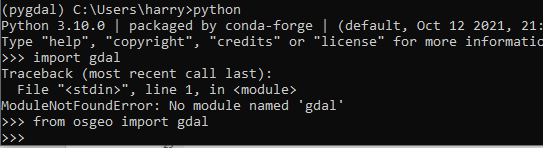 (pygdal) C:\Users\harry>python
Python 3.10.0 | packaged by conda-forge | (default, Oct 12 2021, 21:
Type "help", "copyright", "credits" or "license" for more informatio
>>> import gdal
Traceback (most recent call last):
  File "<stdin>", line 1, in <module>
ModuleNotFoundError: No module named 'gdal'
>>> from osgeo import gdal
>>>